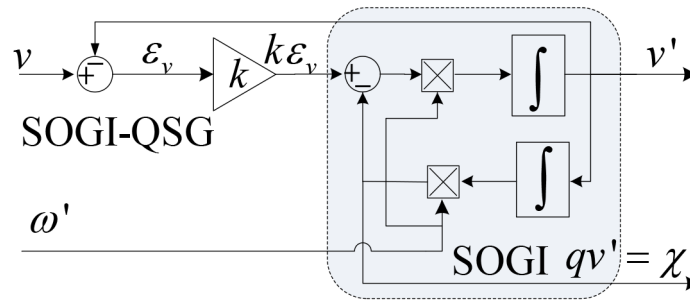 v
ε_v
k
kε_v
v'
+
−
+
−
∫
∫
SOGI-QSG
ω'
SOGI qv' = χ